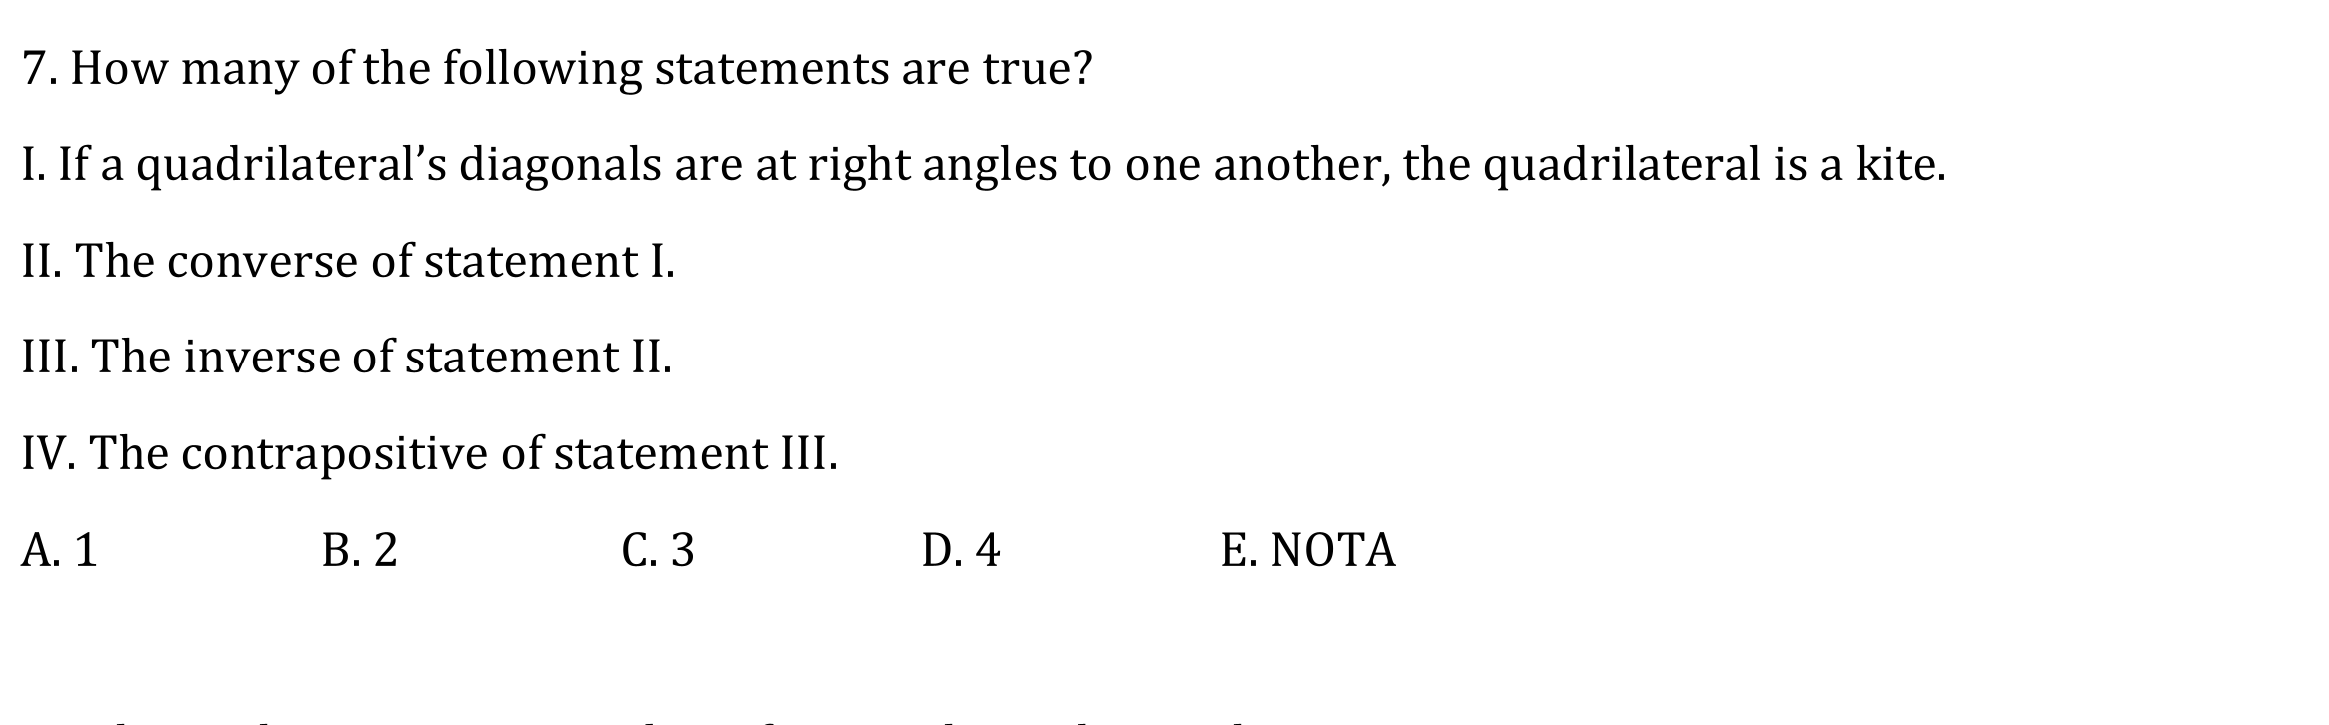 7. How many of the following statements are true?
I. If a quadrilateral’s diagonals are at right angles to one another, the quadrilateral is a kite.
II. The converse of statement I.
III. The inverse of statement II.
IV. The contrapositive of statement III.
A. 1 B. 2 C. 3 D. 4 E. NOTA